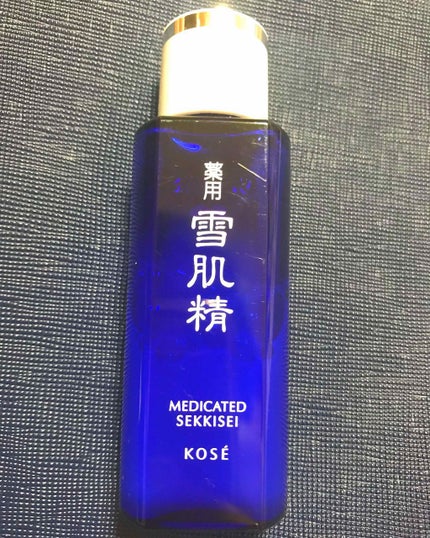 薬用
雪肌精
MEDICATED
SEKKISEI
KOSÉ